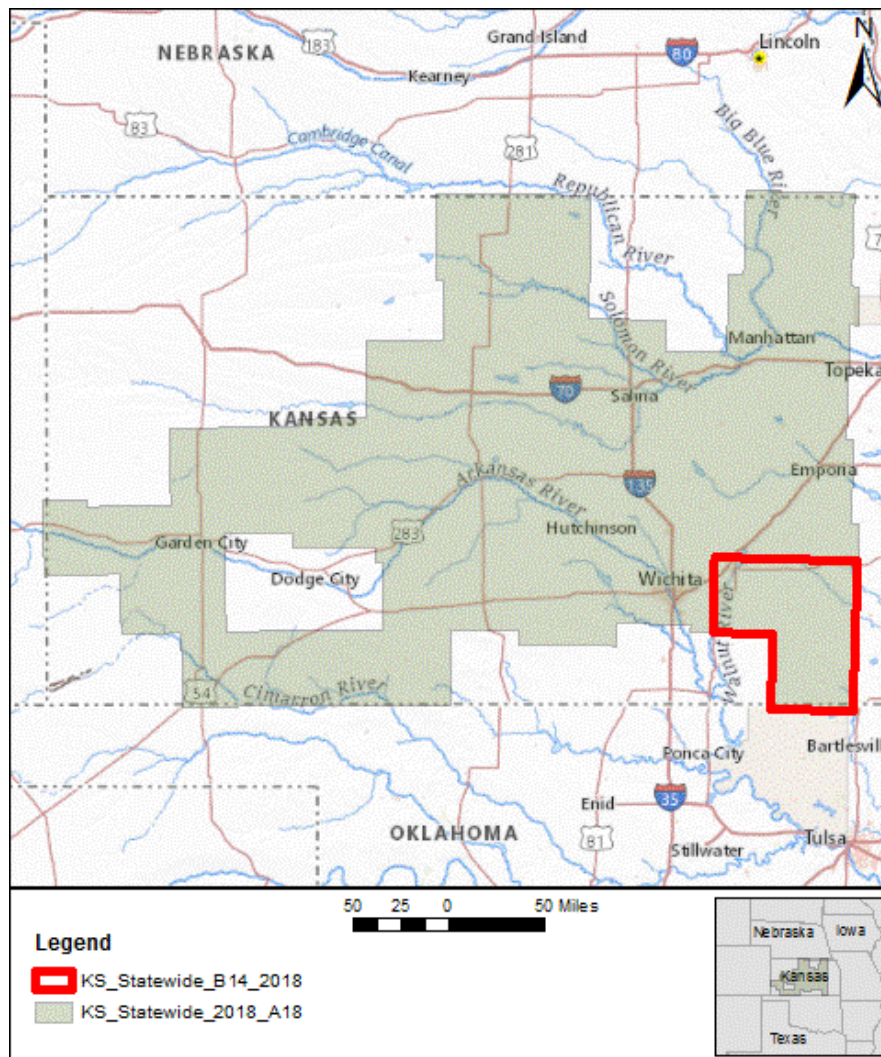 Grand Island
Lincoln
N
NEBRASKA
183
80
Kearney
83
Cambridge Canal
281
Big Blue River
Republican River
7
Solomon River
Manhattan
Topeka
70
Salina
KANSAS
Arkansas River
135
Emporia
Hutchinson
283
Garden City
Dodge City
Wichita
Walnut River
54
Cimarron River
Ponca City
Bartlesvill
Enid
35
OKLAHOMA
81
Stillwater
Tulsa
50 25 0 50 Miles
Legend
KS_Statewide_B14_2018
KS_Statewide_2018_A18
Nebraska
Iowa
Kansas
Texas